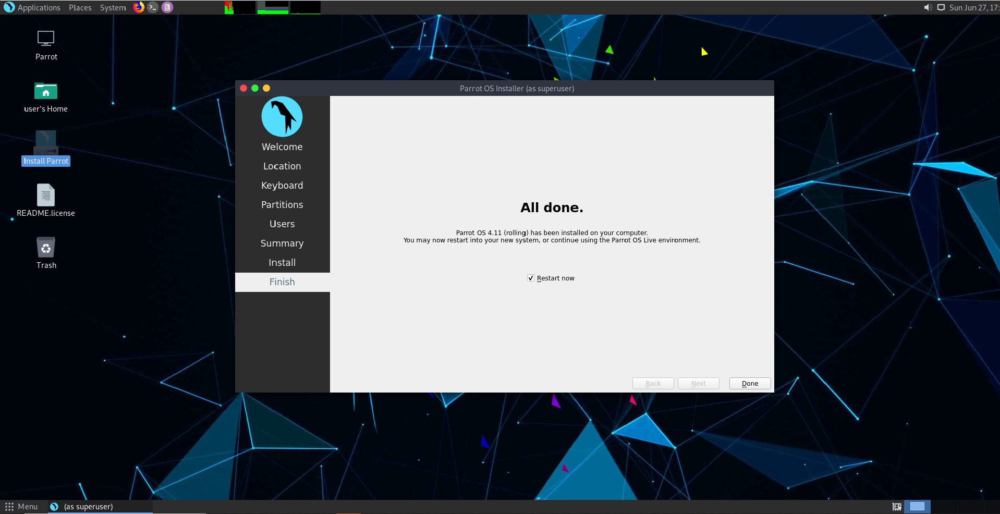 Applications Places System
Sun Jun 27, 17:
Parrot
user's Home
Install Parrot
README.license
Trash
Parrot OS Installer (as superuser)
Welcome
Location
Keyboard
Partitions
Users
Summary
Install
Finish
All done.
Parrot OS 4.11 (rolling) has been installed on your computer.
You may now restart into your new system, or continue using the Parrot OS Live environment.
Restart now
Back Next Done
Menu (as superuser)